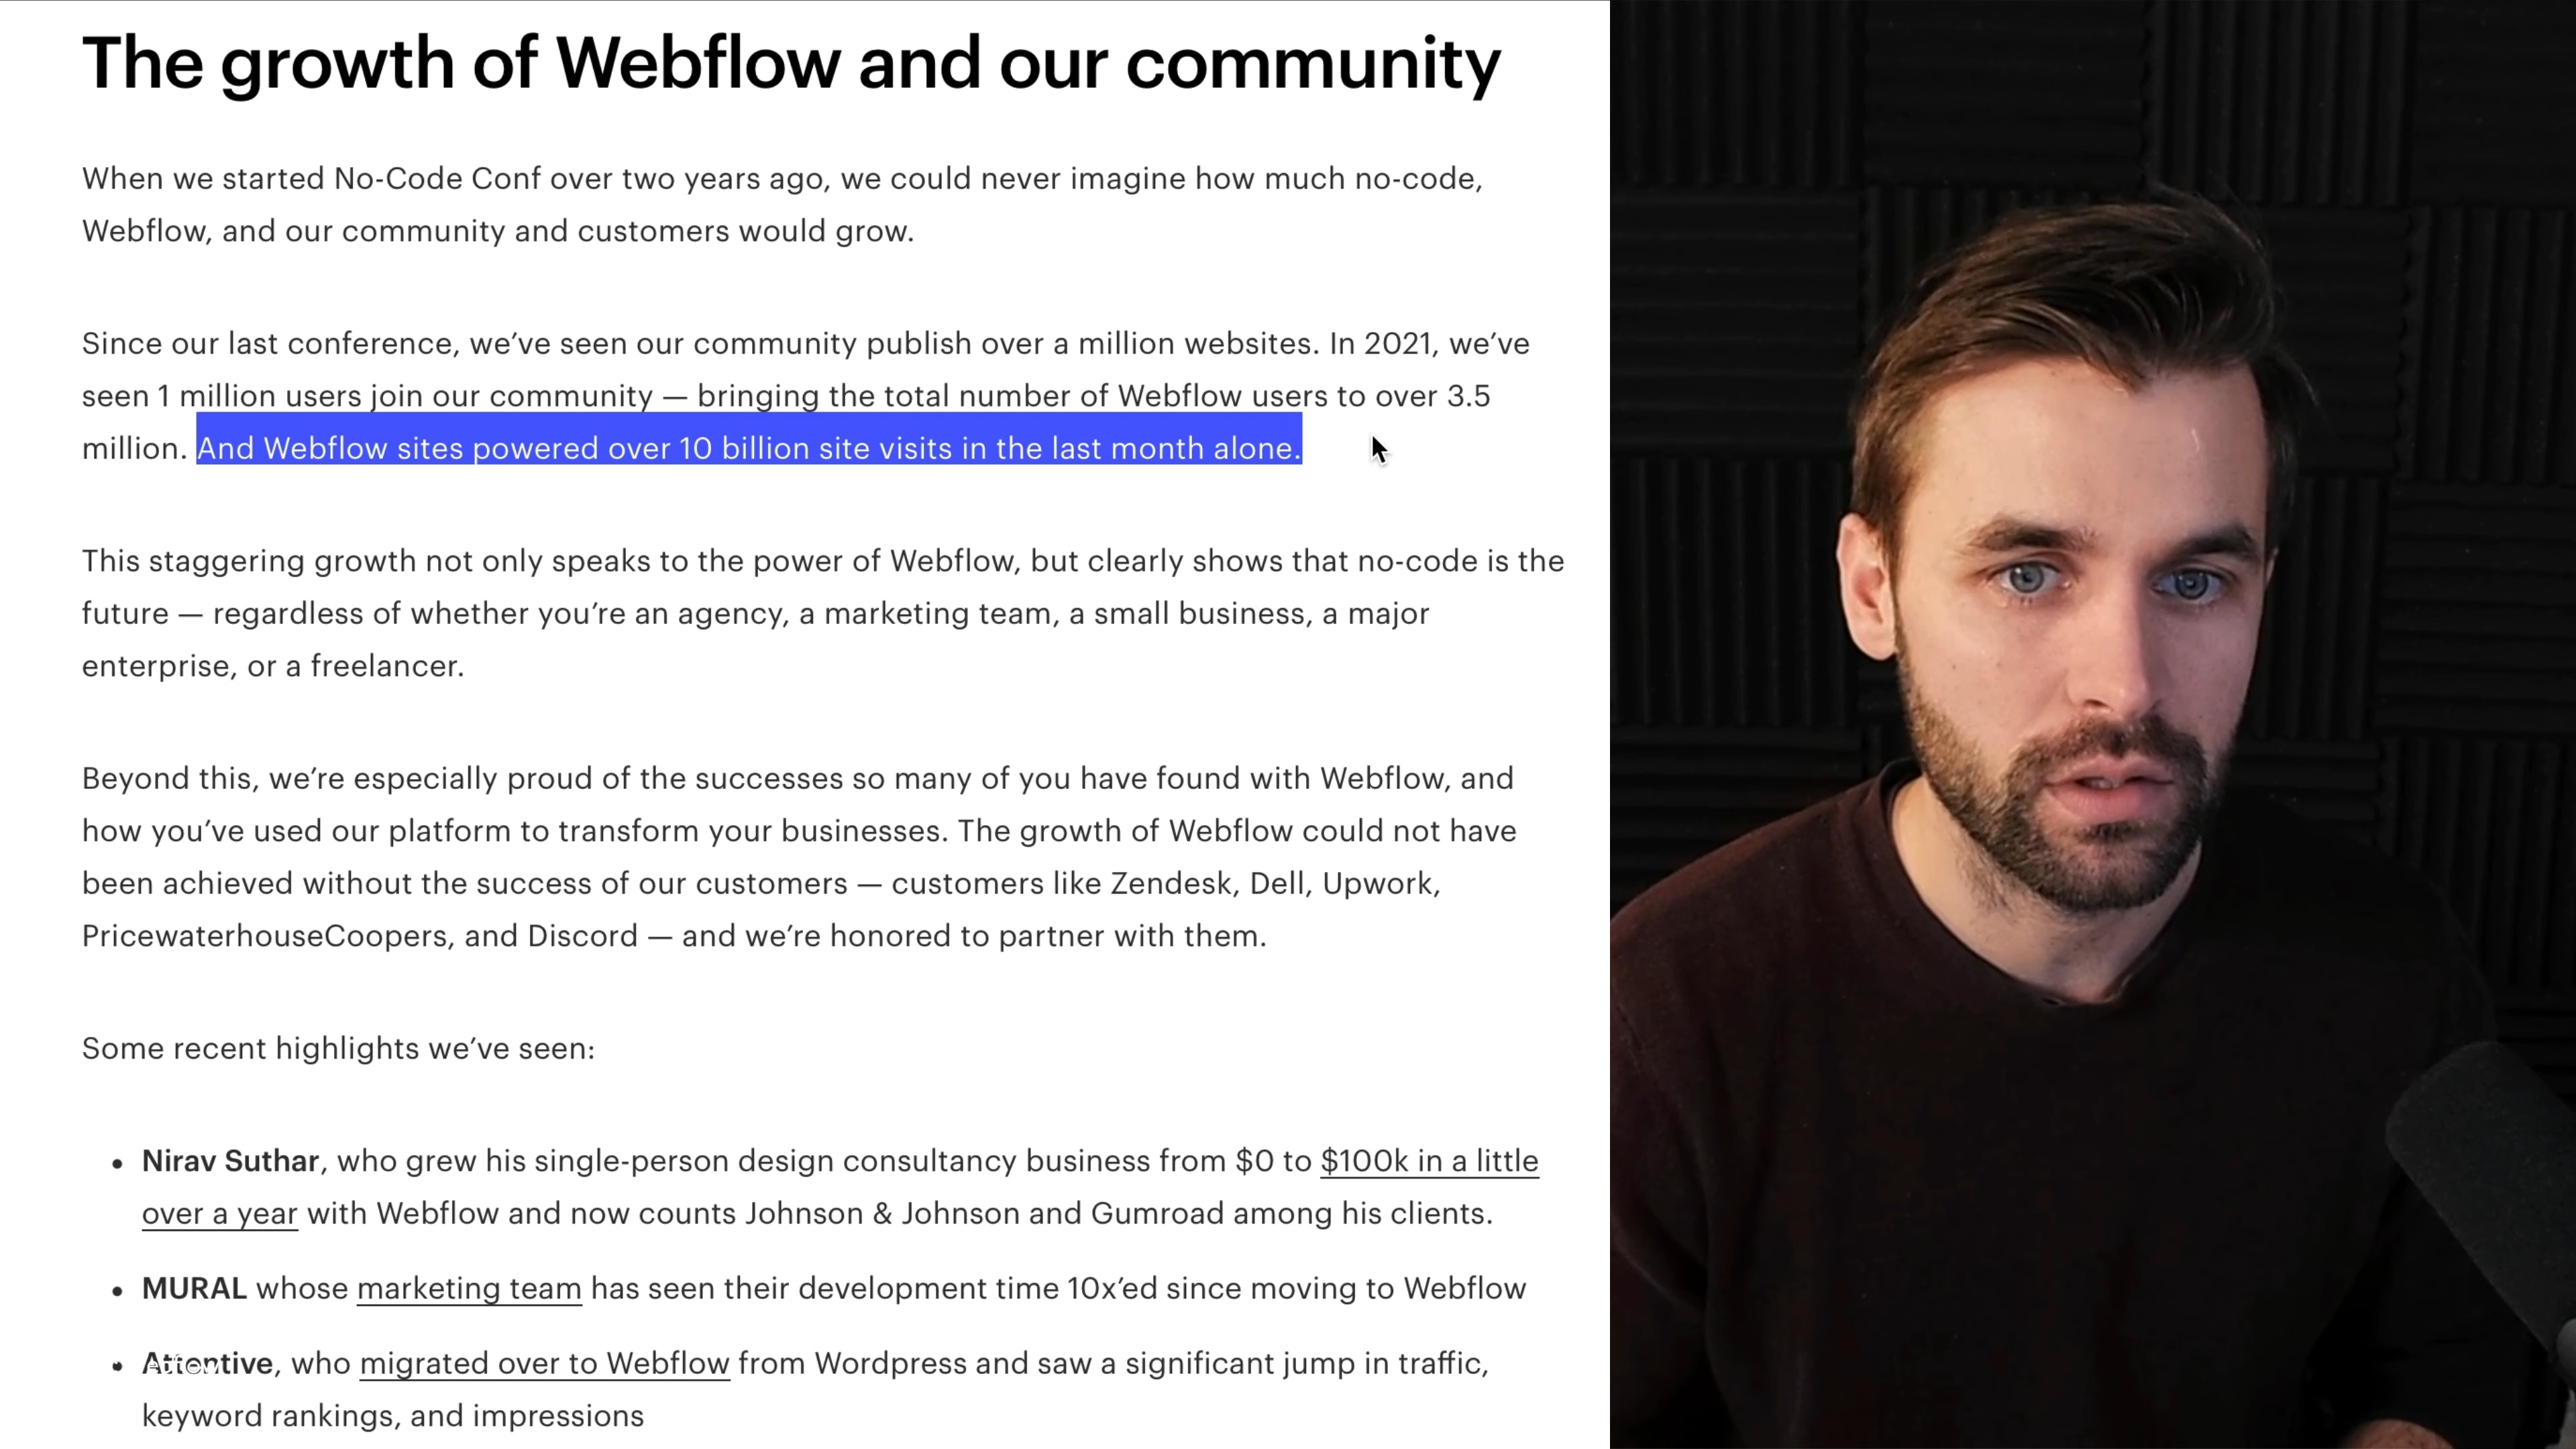 The growth of Webflow and our community
When we started No-Code Conf over two years ago, we could never imagine how much no-code,
Webflow, and our community and customers would grow.
Since our last conference, we’ve seen our community publish over a million websites. In 2021, we’ve
seen 1 million users join our community — bringing the total number of Webflow users to over 3.5
million. And Webflow sites powered over 10 billion site visits in the last month alone.
This staggering growth not only speaks to the power of Webflow, but clearly shows that no-code is the
future — regardless of whether you’re an agency, a marketing team, a small business, a major
enterprise, or a freelancer.
Beyond this, we’re especially proud of the successes so many of you have found with Webflow, and
how you’ve used our platform to transform your businesses. The growth of Webflow could not have
been achieved without the success of our customers — customers like Zendesk, Dell, Upwork,
PricewaterhouseCoopers, and Discord — and we’re honored to partner with them.
Some recent highlights we’ve seen:
• Nirav Suthar, who grew his single-person design consultancy business from $0 to $100k in a little
over a year with Webflow and now counts Johnson & Johnson and Gumroad among his clients.
• MURAL whose marketing team has seen their development time 10x’ed since moving to Webflow
• Attentive, who migrated over to Webflow from Wordpress and saw a significant jump in traffic,
keyword rankings, and impressions